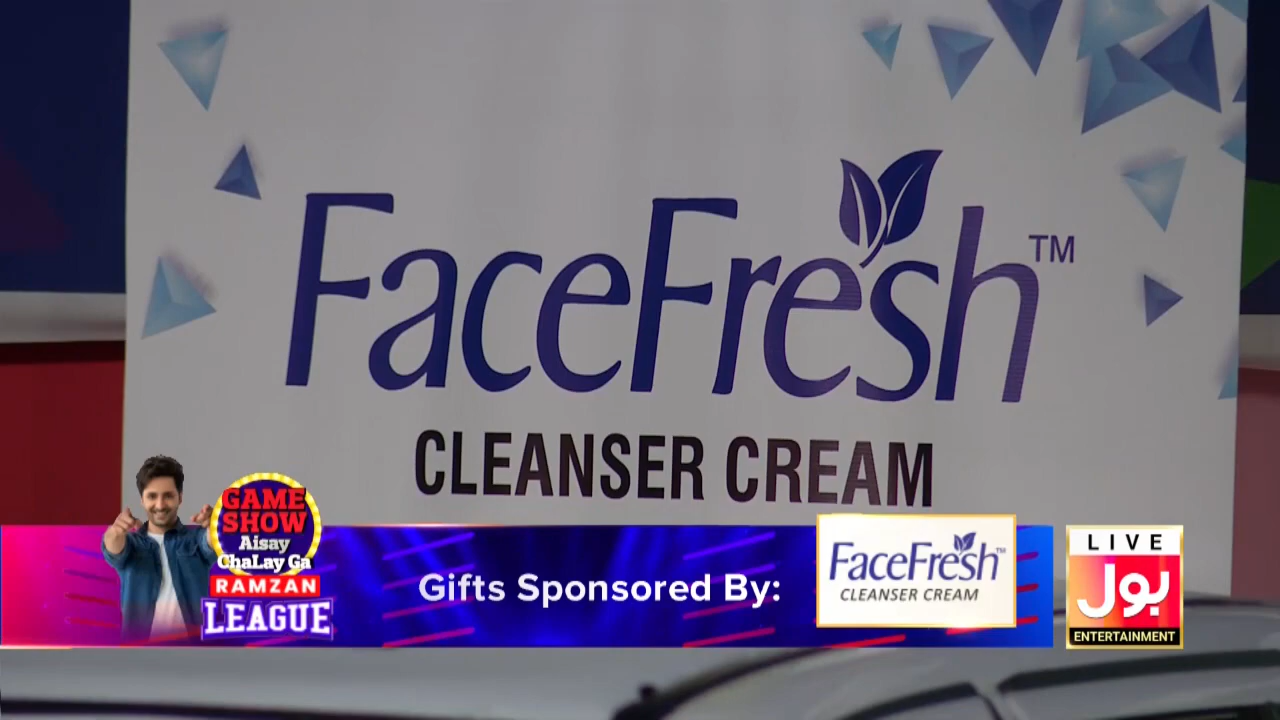 FaceFresh™
CLEANSER CREAM
GAME
SHOW
Aisay
ChaLay Ga
RAMZAN
LEAGUE
Gifts Sponsored By:
FaceFresh™
CLEANSER CREAM
LIVE
بول
ENTERTAINMENT